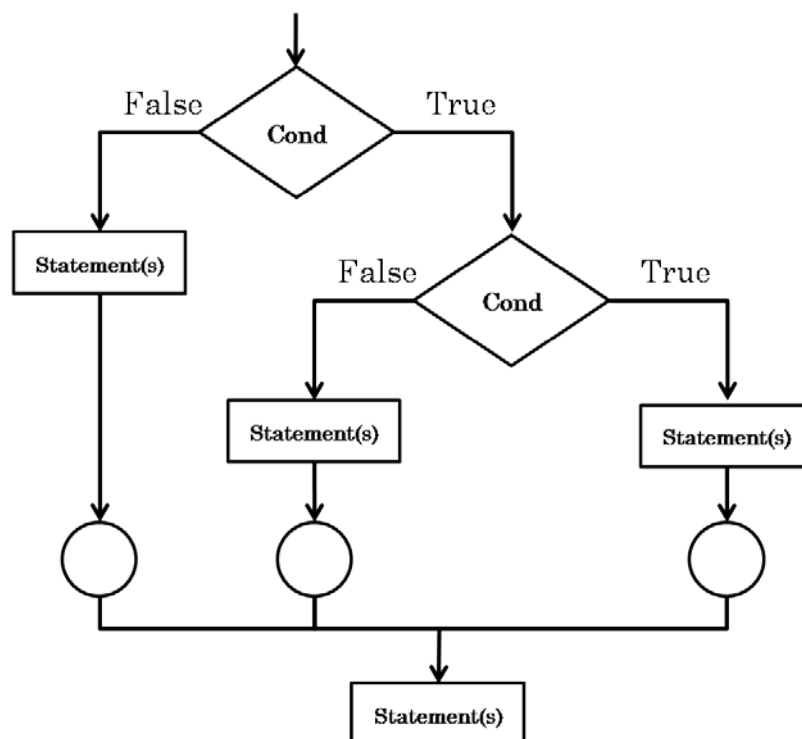 False
True
Cond
Statement(s)
False
True
Cond
Statement(s)
Statement(s)
Statement(s)